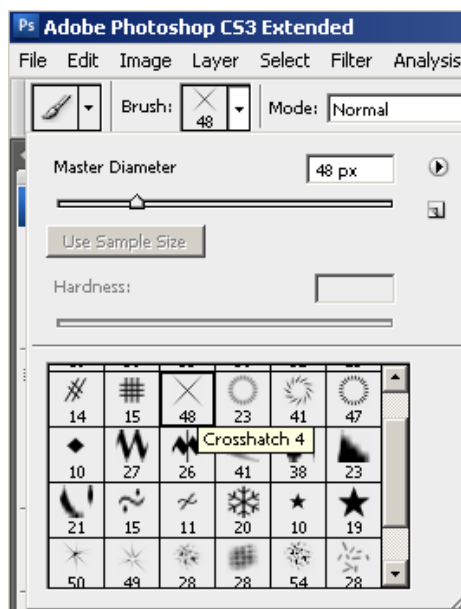 Ps Adobe Photoshop CS3 Extended
File Edit Image Layer Select Filter Analysis
Brush: 48 Mode: Normal
Master Diameter 48 px
Use Sample Size
Hardness:
14 15 48 23 41 47
Crosshatch 4
10 27 26 41 38 23
21 15 11 20 10 19
50 49 28 28 54 28